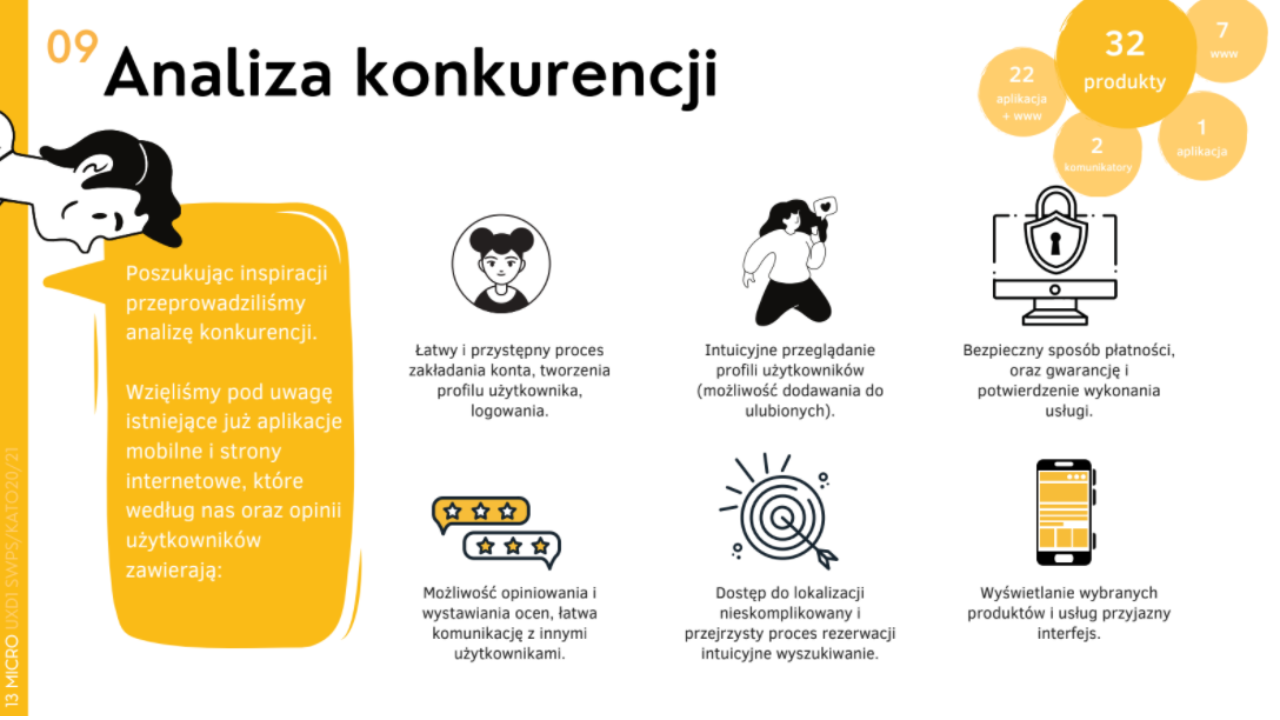 09
Analiza konkurencji
32
produkty
7
www
22
aplikacja
+ www
2
komunikatory
1
aplikacja
Poszukując inspiracji
przeprowadziliśmy
analizę konkurencji.
Wzięliśmy pod uwagę
istniejące już aplikacje
mobilne i strony
internetowe, które
według nas oraz opinii
użytkowników
zawierają:
Łatwy i przystępny proces
zakładania konta, tworzenia
profilu użytkownika,
logowania.
Intuicyjne przeglądanie
profili użytkowników
(możliwość dodawania do
ulubionych).
Bezpieczny sposób płatności,
oraz gwarancję i
potwierdzenie wykonania
usługi.
Możliwość opiniowania i
wystawiania ocen, łatwa
komunikację z innymi
użytkownikami.
Dostęp do lokalizacji
nieskomplikowany i
przejrzysty proces rezerwacji
intuicyjne wyszukiwanie.
Wyświetlanie wybranych
produktów i usług przyjazny
interfejs.
13 MICRO UXD1 SWPS/KATO20/21